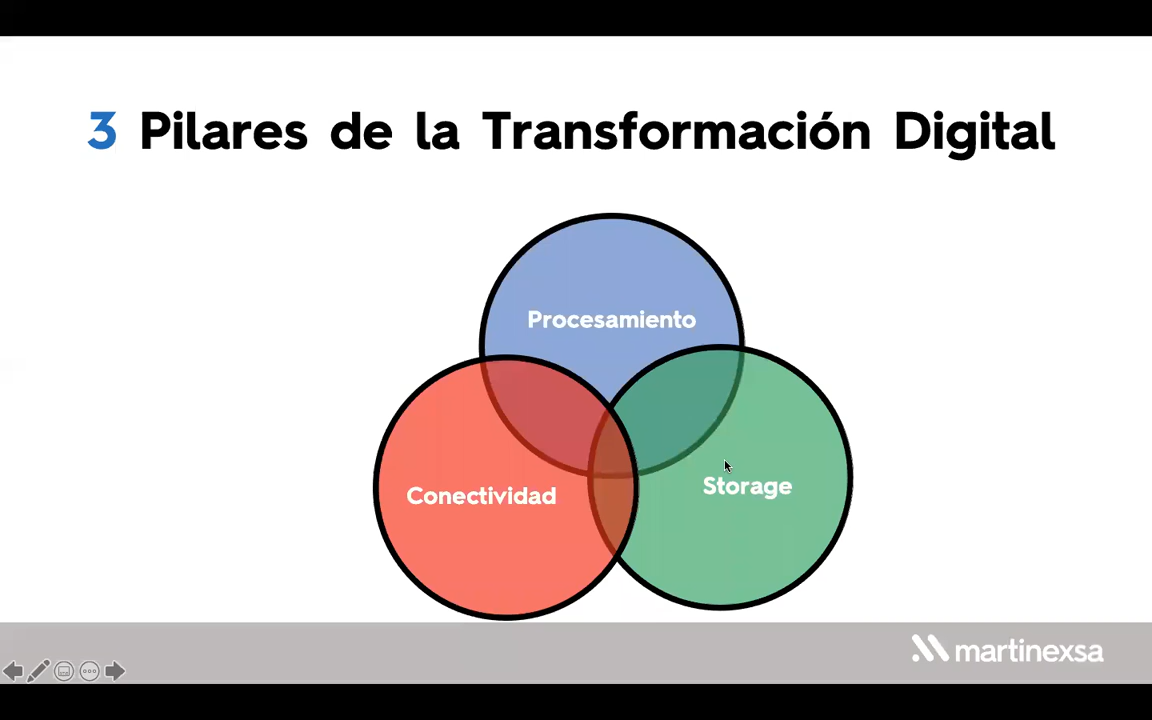 3 Pilares de la Transformación Digital
Procesamiento
Conectividad
Storage
martinexsa